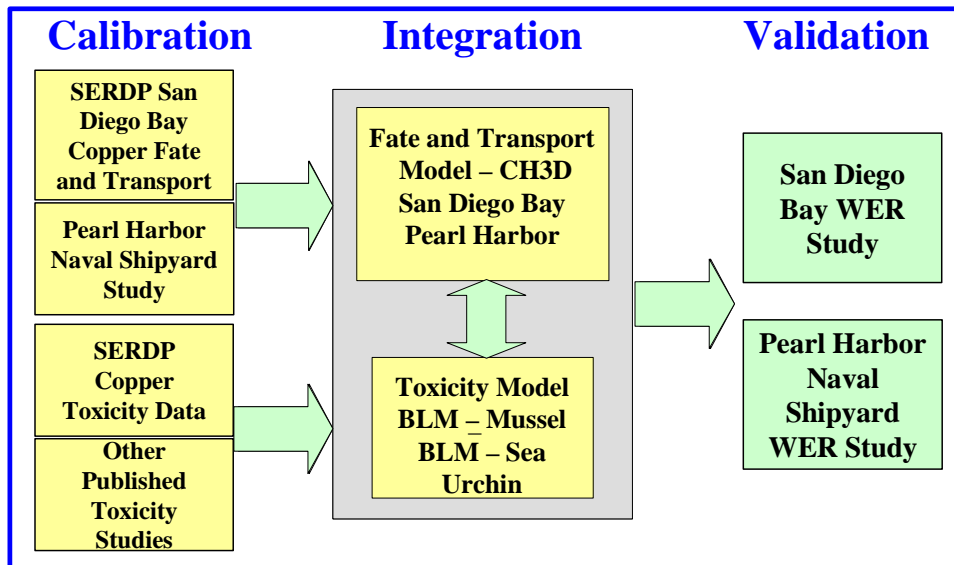 Calibration
Integration
Validation
SERDP San
Diego Bay
Copper Fate
and Transport
Pearl Harbor
Naval Shipyard
Study
SERDP
Copper
Toxicity Data
Other
Published
Toxicity
Studies
Fate and Transport
Model – CH3D
San Diego Bay
Pearl Harbor
Toxicity Model
BLM – Mussel
BLM – Sea
Urchin
San Diego
Bay WER
Study
Pearl Harbor
Naval
Shipyard
WER Study